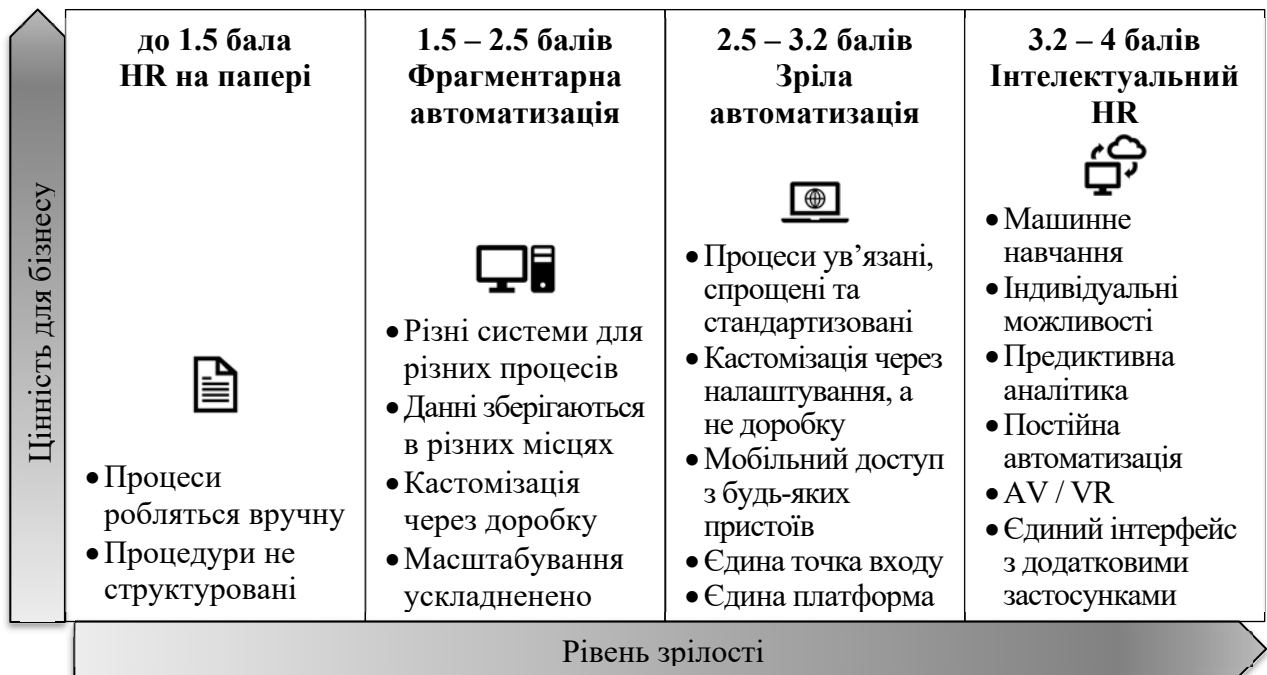 Цінність для бізнесу
до 1.5 бала
HR на папері
• Процеси
робляться вручну
• Процедури не
структуровані
1.5 – 2.5 балів
Фрагментарна
автоматизація
• Різні системи для
різних процесів
• Данні зберігаються
в різних місцях
• Кастомізація
через доробку
• Масштабування
ускладненено
2.5 – 3.2 балів
Зріла
автоматизація
• Процеси ув’язані,
спрощені та
стандартизовані
• Кастомізація через
налаштування, а
не доробку
• Мобільний доступ
з будь-яких
пристоїв
• Єдина точка входу
• Єдина платформа
3.2 – 4 балів
Інтелектуальний
HR
• Машинне
навчання
• Індивідуальні
можливості
• Предиктивна
аналітика
• Постійна
автоматизація
• AV / VR
• Єдиний інтерфейс
з додатковими
застосунками
Рівень зрілості